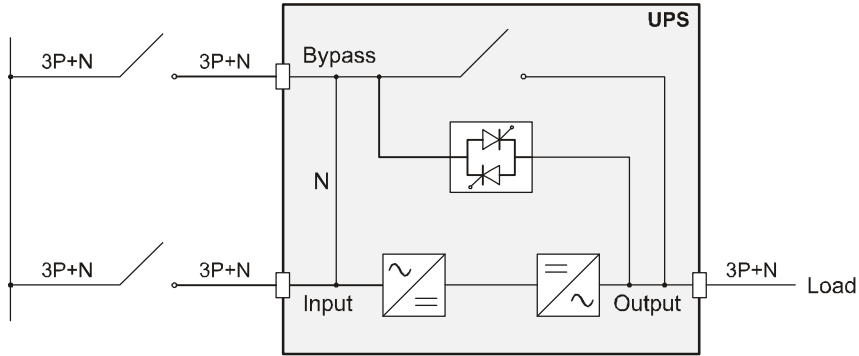 UPS
3P+N
3P+N
Bypass
N
3P+N
3P+N
Input
Output
3P+N
Load